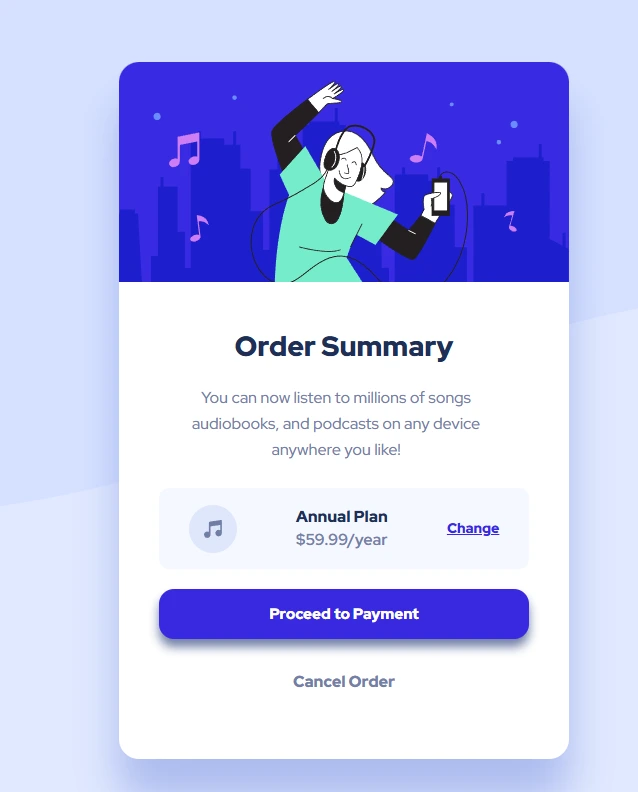 Order Summary
You can now listen to millions of songs
audiobooks, and podcasts on any device
anywhere you like!
Annual Plan
$59.99/year
Change
Proceed to Payment
Cancel Order